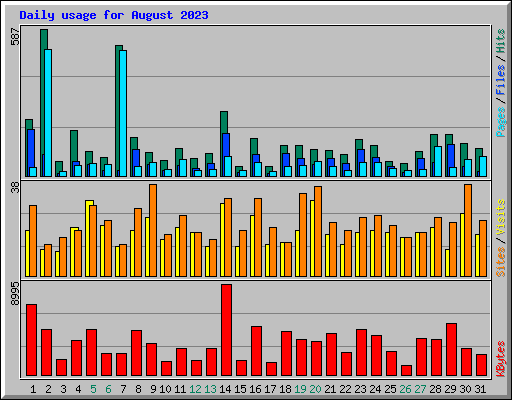 Daily usage for August 2023
587
Pages / Files / Hits
38
Sites / Visits
8995
KBytes
1 2 3 4 5 6 7 8 9 10 11 12 13 14 15 16 17 18 19 20 21 22 23 24 25 26 27 28 29 30 31